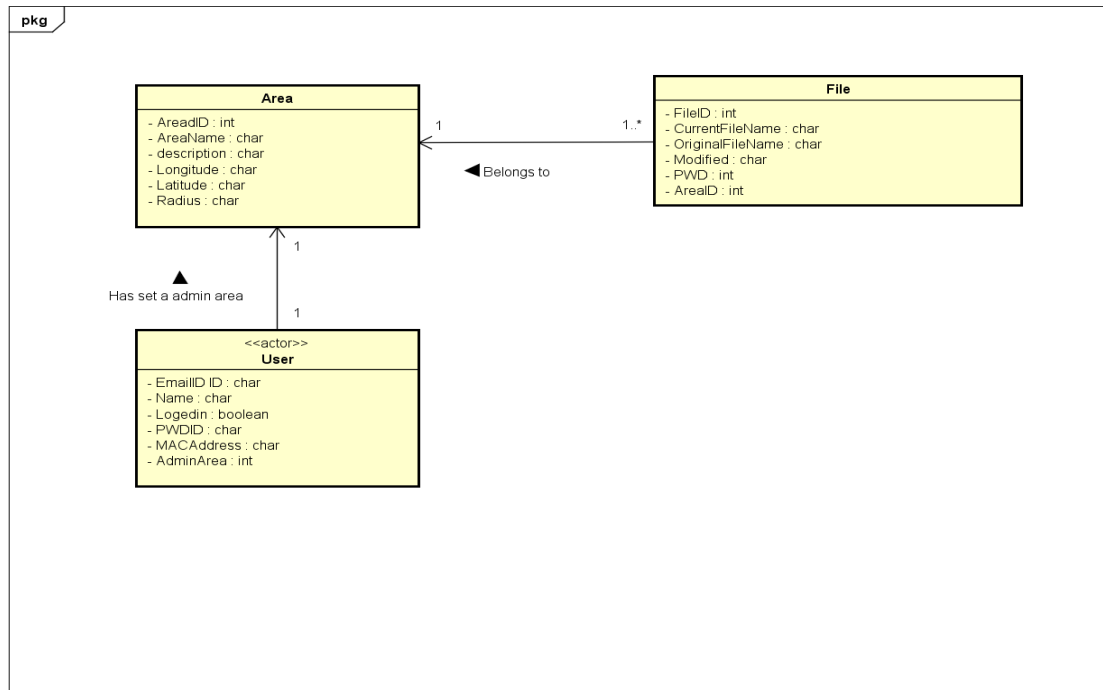 pkg
Area
- AreadID : int
- AreaName : char
- description : char
- Longitude : char
- Latitude : char
- Radius : char
File
- FileID : int
- CurrentFileName : char
- OriginalFileName : char
- Modified : char
- PWD : int
- AreaID : int
1
1..*
◀ Belongs to
1
▲
Has set a admin area
1
<<actor>>
User
- EmailID ID : char
- Name : char
- Logedin : boolean
- PWDID : char
- MACAddress : char
- AdminArea : int